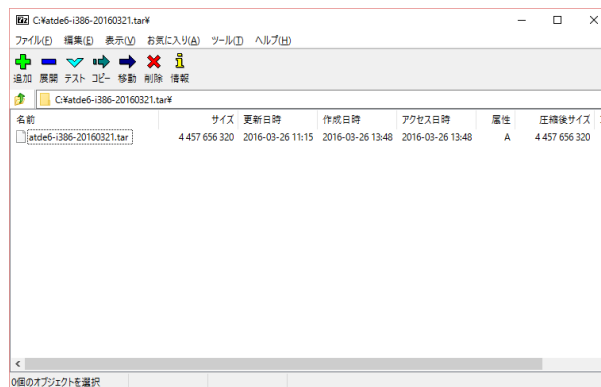 C:¥atde6-i386-20160321.tar¥
ファイル(F) 編集(E) 表示(V) お気に入り(A) ツール(T) ヘルプ(H)
追加 展開 テスト コピー 移動 削除 情報
C:¥atde6-i386-20160321.tar¥
名前 サイズ 更新日時 作成日時 アクセス日時 属性 圧縮後サイズ
atde6-i386-20160321.tar 4 457 656 320 2016-03-26 11:15 2016-03-26 13:48 2016-03-26 13:48 A 4 457 656 320
0個のオブジェクトを選択